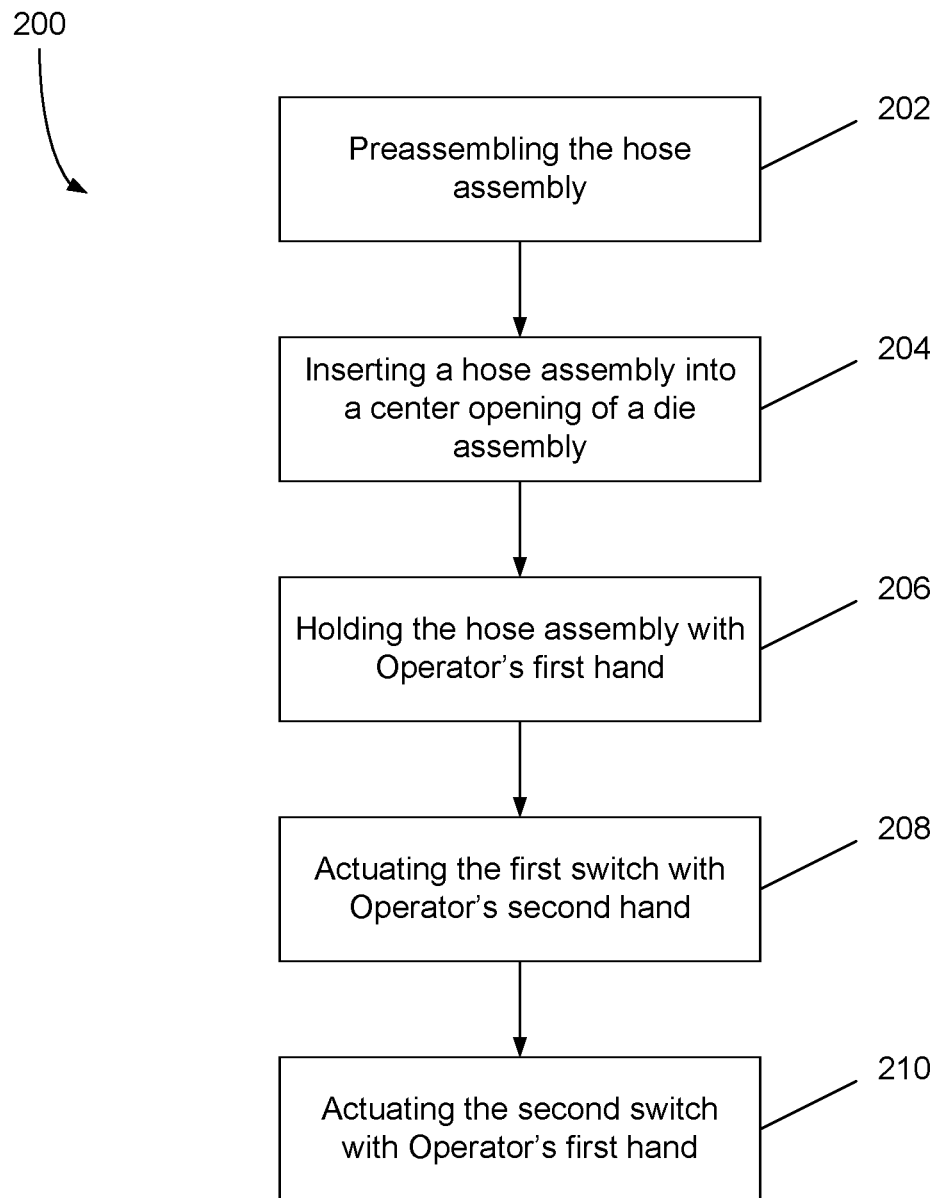 200
202
Preassembling the hose
assembly
204
Inserting a hose assembly into
a center opening of a die
assembly
206
Holding the hose assembly with
Operator's first hand
208
Actuating the first switch with
Operator's second hand
210
Actuating the second switch
with Operator's first hand